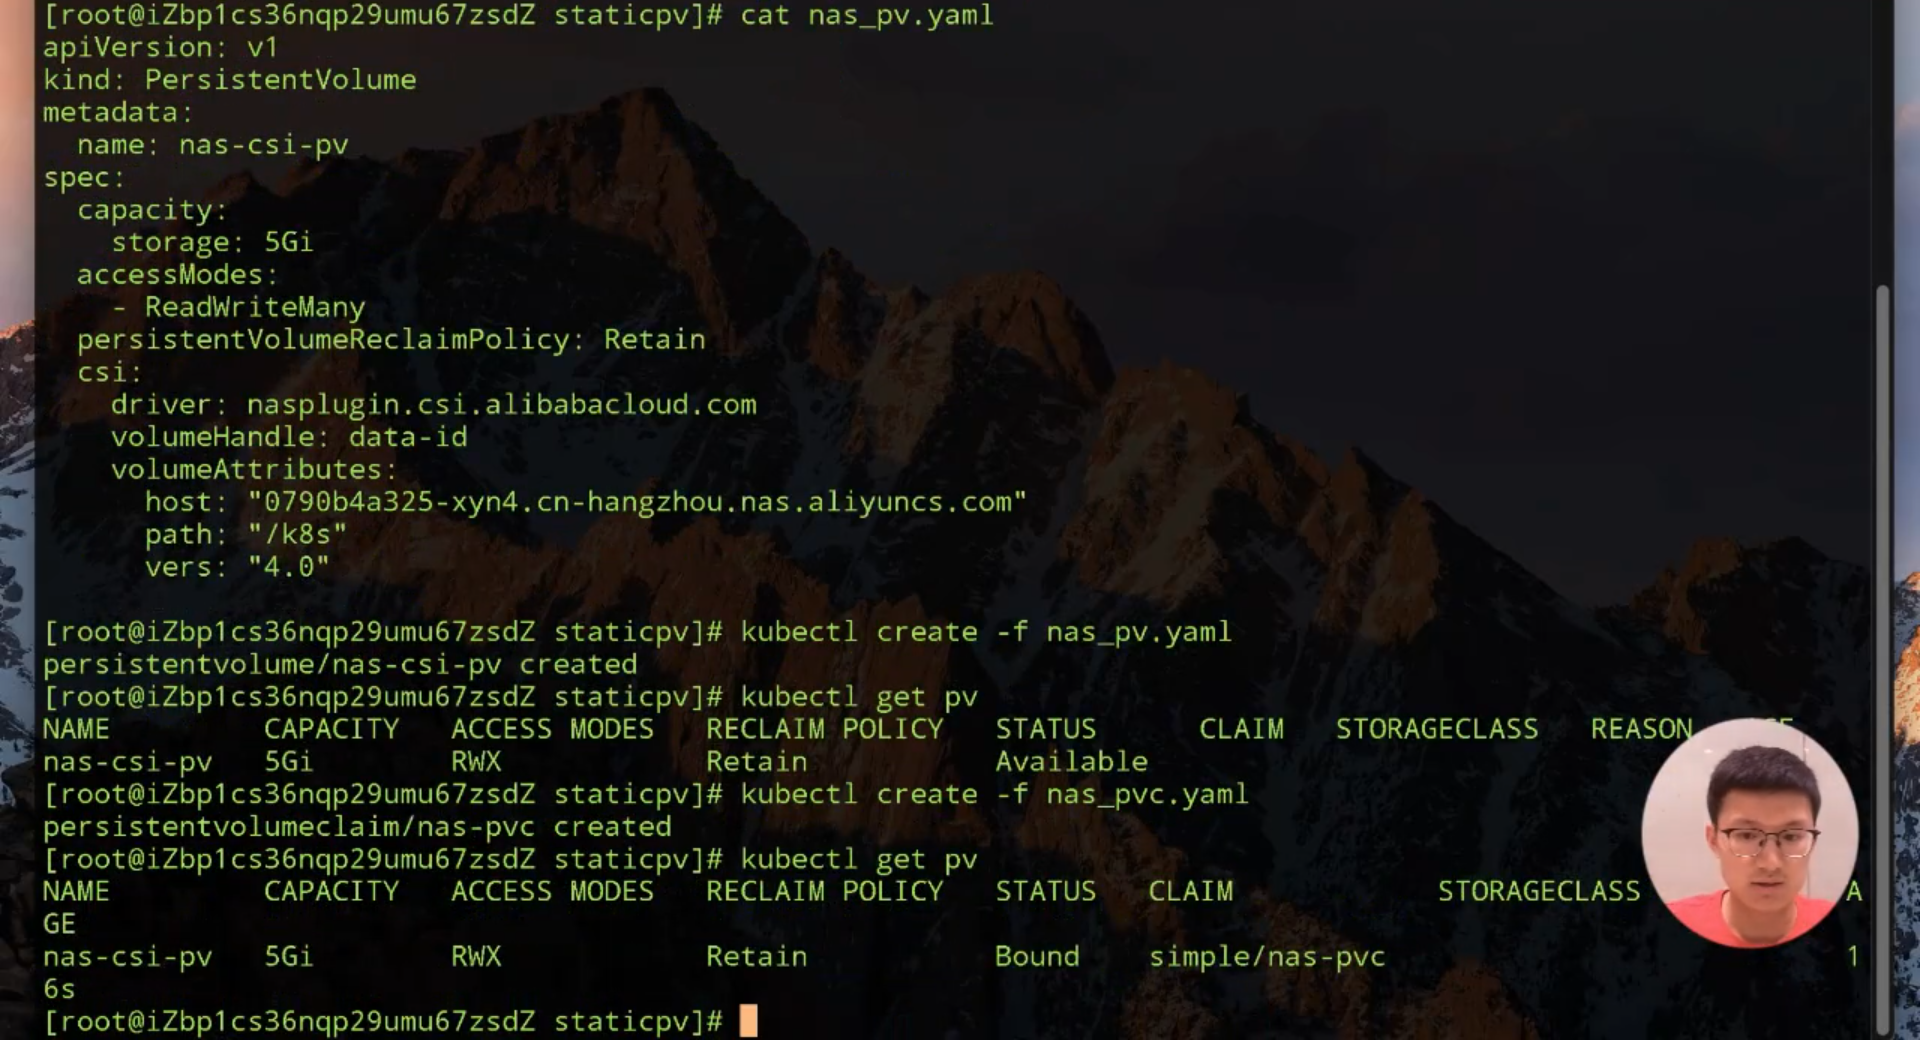 [root@iZbp1cs36nqp29umu67zsdZ staticpv]# cat nas_pv.yaml
apiVersion: v1
kind: PersistentVolume
metadata:
  name: nas-csi-pv
spec:
  capacity:
    storage: 5Gi
  accessModes:
    - ReadWriteMany
  persistentVolumeReclaimPolicy: Retain
  csi:
    driver: nasplugin.csi.alibabacloud.com
    volumeHandle: data-id
    volumeAttributes:
      host: "0790b4a325-xyn4.cn-hangzhou.nas.aliyuncs.com"
      path: "/k8s"
      vers: "4.0"
[root@iZbp1cs36nqp29umu67zsdZ staticpv]# kubectl create -f nas_pv.yaml
persistentvolume/nas-csi-pv created
[root@iZbp1cs36nqp29umu67zsdZ staticpv]# kubectl get pv
NAME         CAPACITY   ACCESS MODES   RECLAIM POLICY   STATUS      CLAIM   STORAGECLASS   REASON
nas-csi-pv   5Gi        RWX            Retain           Available
[root@iZbp1cs36nqp29umu67zsdZ staticpv]# kubectl create -f nas_pvc.yaml
persistentvolumeclaim/nas-pvc created
[root@iZbp1cs36nqp29umu67zsdZ staticpv]# kubectl get pv
NAME         CAPACITY   ACCESS MODES   RECLAIM POLICY   STATUS   CLAIM            STORAGECLASS            A
GE
nas-csi-pv   5Gi        RWX            Retain           Bound    simple/nas-pvc                           1
6s
[root@iZbp1cs36nqp29umu67zsdZ staticpv]#